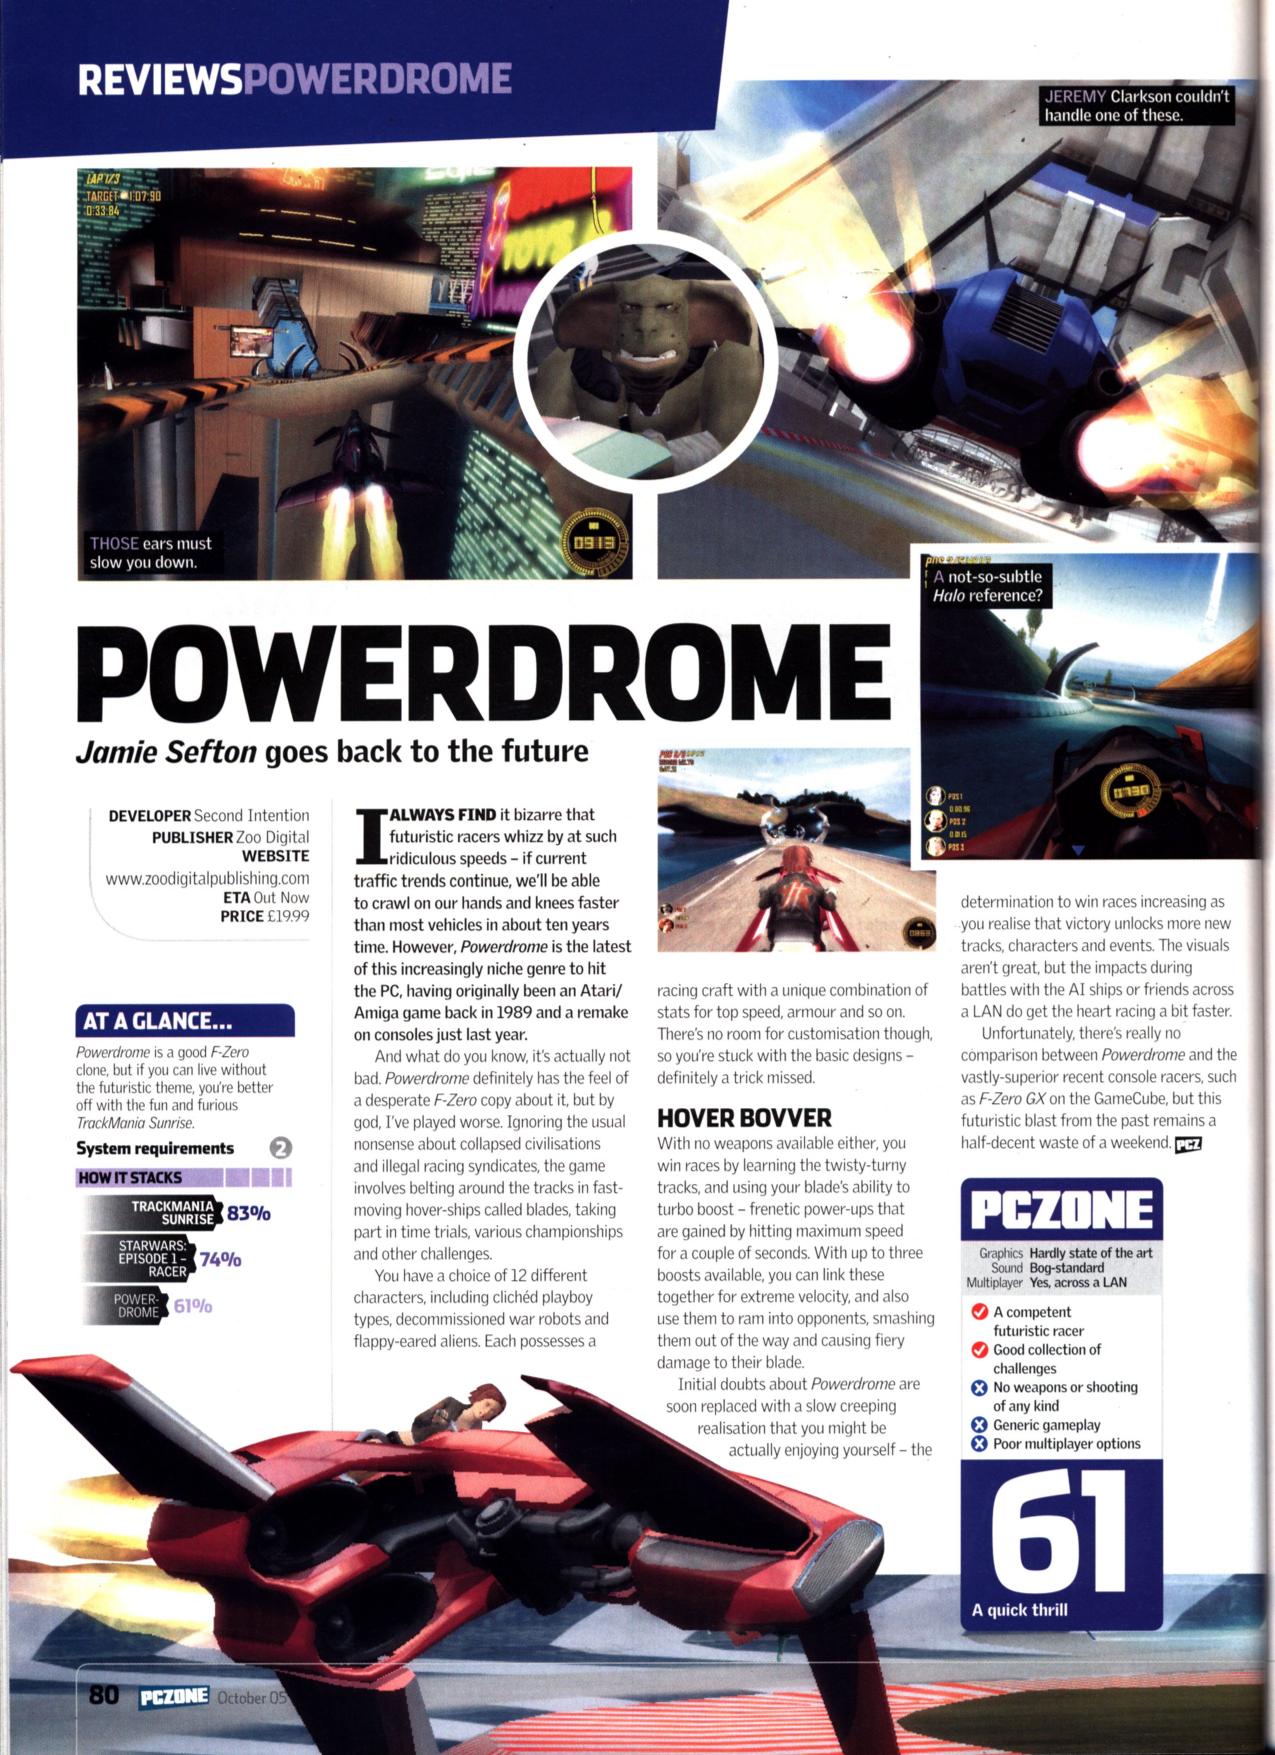 REVIEWSPOWERDROME
JEREMY Clarkson couldn't
handle one of these.
LAP 1/3
TARGET 1:07:90
0:33:84
TOYS
THOSE ears must
slow you down.
A not-so-subtle
Halo reference?
POS 1
0:00:96
POS 2
0:01:15
POS 3
POWERDROME
Jamie Sefton goes back to the future
DEVELOPER Second Intention
PUBLISHER Zoo Digital
WEBSITE
www.zoodigitalpublishing.com
ETA Out Now
PRICE £19.99
AT A GLANCE...
Powerdrome is a good F-Zero
clone, but if you can live without
the futuristic theme, you're better
off with the fun and furious
TrackMania Sunrise.
System requirements 2
HOW IT STACKS
TRACKMANIA
SUNRISE 83%
STARWARS:
EPISODE 1 –
RACER 74%
POWER-
DROME 61%
I ALWAYS FIND it bizarre that
futuristic racers whizz by at such
ridiculous speeds – if current
traffic trends continue, we'll be able
to crawl on our hands and knees faster
than most vehicles in about ten years
time. However, Powerdrome is the latest
of this increasingly niche genre to hit
the PC, having originally been an Atari/
Amiga game back in 1989 and a remake
on consoles just last year.
And what do you know, it's actually not
bad. Powerdrome definitely has the feel of
a desperate F-Zero copy about it, but by
god, I've played worse. Ignoring the usual
nonsense about collapsed civilisations
and illegal racing syndicates, the game
involves belting around the tracks in fast-
moving hover-ships called blades, taking
part in time trials, various championships
and other challenges.
You have a choice of 12 different
characters, including clichéd playboy
types, decommissioned war robots and
flappy-eared aliens. Each possesses a
racing craft with a unique combination of
stats for top speed, armour and so on.
There's no room for customisation though,
so you're stuck with the basic designs –
definitely a trick missed.
HOVER BOVVER
With no weapons available either, you
win races by learning the twisty-turny
tracks, and using your blade's ability to
turbo boost – frenetic power-ups that
are gained by hitting maximum speed
for a couple of seconds. With up to three
boosts available, you can link these
together for extreme velocity, and also
use them to ram into opponents, smashing
them out of the way and causing fiery
damage to their blade.
Initial doubts about Powerdrome are
soon replaced with a slow creeping
realisation that you might be
actually enjoying yourself – the
determination to win races increasing as
you realise that victory unlocks more new
tracks, characters and events. The visuals
aren't great, but the impacts during
battles with the AI ships or friends across
a LAN do get the heart racing a bit faster.
Unfortunately, there's really no
comparison between Powerdrome and the
vastly-superior recent console racers, such
as F-Zero GX on the GameCube, but this
futuristic blast from the past remains a
half-decent waste of a weekend. PCZ
PCZONE
Graphics Hardly state of the art
Sound Bog-standard
Multiplayer Yes, across a LAN
A competent
futuristic racer
Good collection of
challenges
No weapons or shooting
of any kind
Generic gameplay
Poor multiplayer options
61
A quick thrill
80 PCZONE October 05